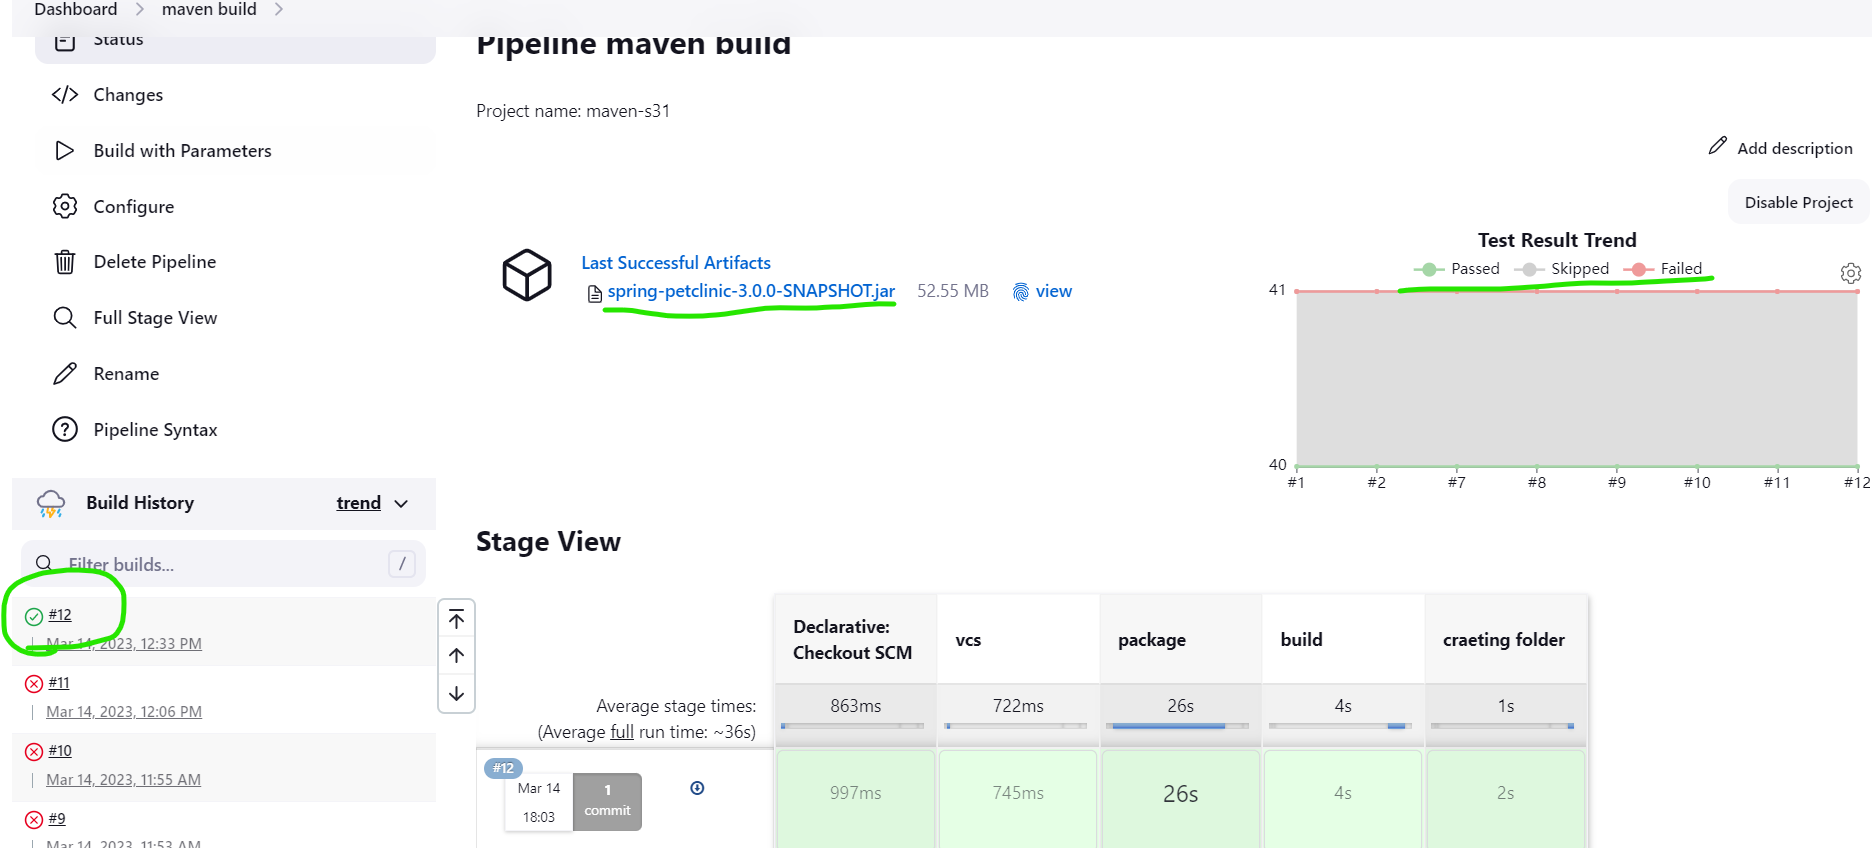 Dashboard > maven build >
Status
Changes
Build with Parameters
Configure
Delete Pipeline
Full Stage View
Rename
Pipeline Syntax
Build History trend
Filter builds... /
#12
Mar 14, 2023, 12:33 PM
#11
Mar 14, 2023, 12:06 PM
#10
Mar 14, 2023, 11:55 AM
#9
Mar 14, 2023, 11:53 AM
Pipeline maven build
Project name: maven-s31
Add description
Disable Project
Last Successful Artifacts
spring-petclinic-3.0.0-SNAPSHOT.jar 52.55 MB view
Test Result Trend
Passed Skipped Failed
41
40
#1 #2 #7 #8 #9 #10 #11 #12
Stage View
Declarative: Checkout SCM
vcs
package
build
craeting folder
Average stage times:
(Average full run time: ~36s)
863ms 722ms 26s 4s 1s
#12
Mar 14
18:03
1
commit
997ms 745ms 26s 4s 2s